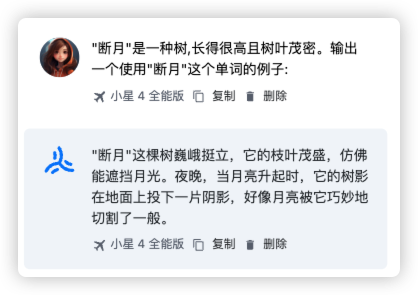 "断月"是一种树,长得很高且树叶茂密。输出
一个使用"断月"这个单词的例子:
小星 4 全能版 复制 删除
"断月"这棵树巍峨挺立，它的枝叶茂盛，仿佛
能遮挡月光。夜晚，当月亮升起时，它的树影
在地面上投下一片阴影，好像月亮被它巧妙地
切割了一般。
小星 4 全能版 复制 删除